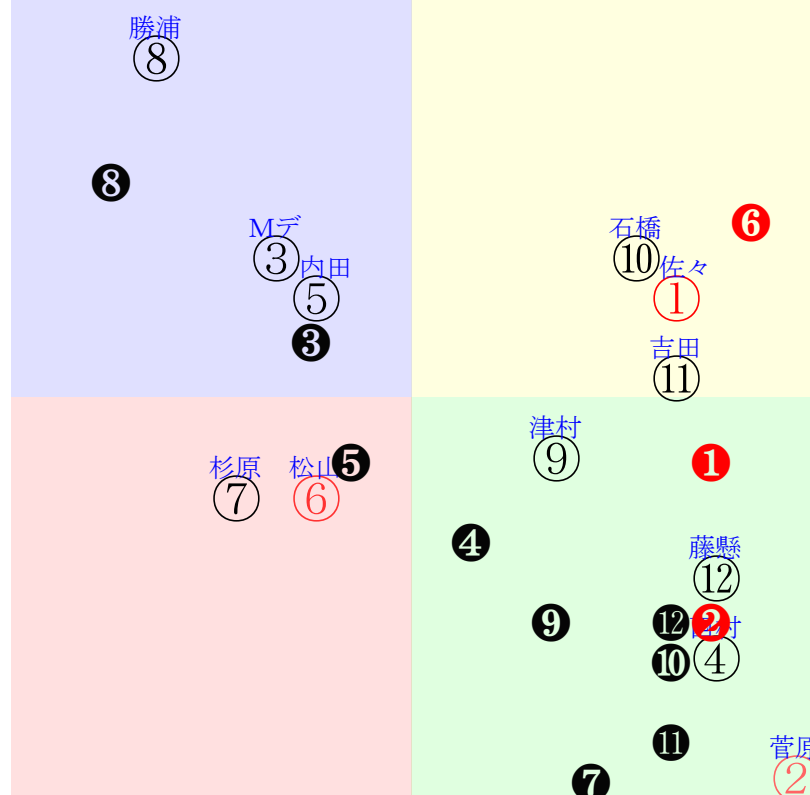 勝浦
⑧
❽
Mデ
石橋
❻
③
⑩
内田
佐々
⑤
①
❸
吉田
⑪
津村
⑨
杉原
松山
❺
❶
⑦
⑥
❹
藤懸
⑫
❾
⓬
❷
❿
④
⓫
菅原
②
❼